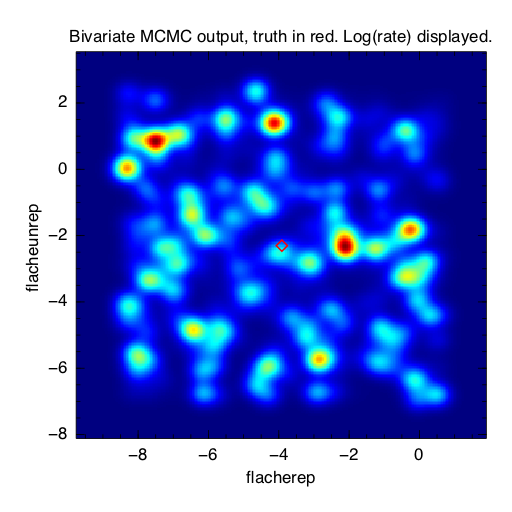 Bivariate MCMC output, truth in red. Log(rate) displayed.
2
0
−2
−4
−6
−8
flacheunrep
−8 −6 −4 −2 0
flacherep